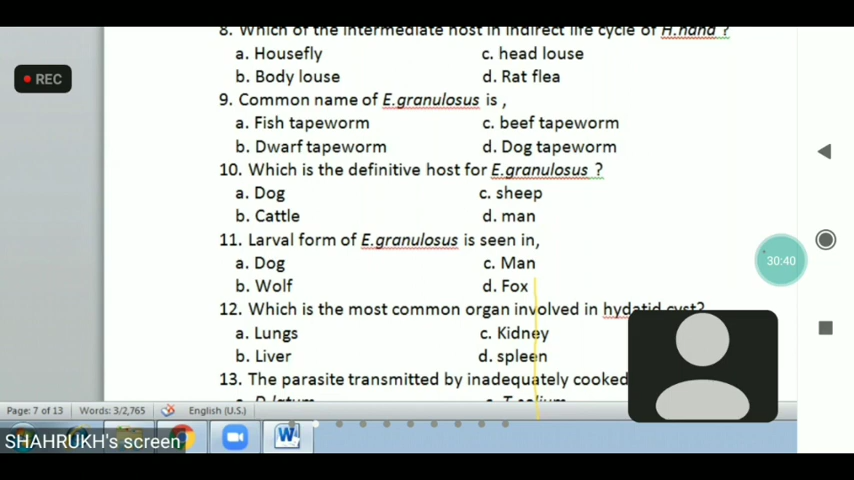 8. Which of the intermediate host in indirect life cycle of H.nana ?
a. Housefly c. head louse
REC
b. Body louse d. Rat flea
9. Common name of E.granulosus is ,
a. Fish tapeworm c. beef tapeworm
b. Dwarf tapeworm d. Dog tapeworm
10. Which is the definitive host for E.granulosus ?
a. Dog c. sheep
b. Cattle d. man
11. Larval form of E.granulosus is seen in,
a. Dog c. Man
30:40
b. Wolf d. Fox
12. Which is the most common organ involved in hydatid cyst?
a. Lungs c. Kidney
b. Liver d. spleen
13. The parasite transmitted by inadequately cooked
a. D.latum c. T.solium
Page: 7 of 13 Words: 3/2,765 English (U.S.)
SHAHRUKH's screen